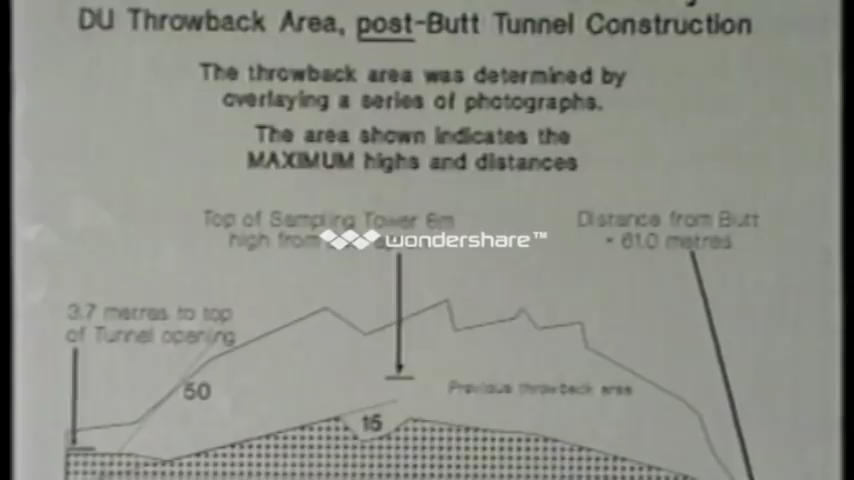 DU Throwback Area, post-Butt Tunnel Construction
The throwback area was determined by
overlaying a series of photographs.
The area shown indicates the
MAXIMUM highs and distances
Top of Sampling Tower 6m
high from
wondershare™
Distance from Butt
- 61.0 metres
3.7 metres to top
of Tunnel opening
50
Previous throwback area
15